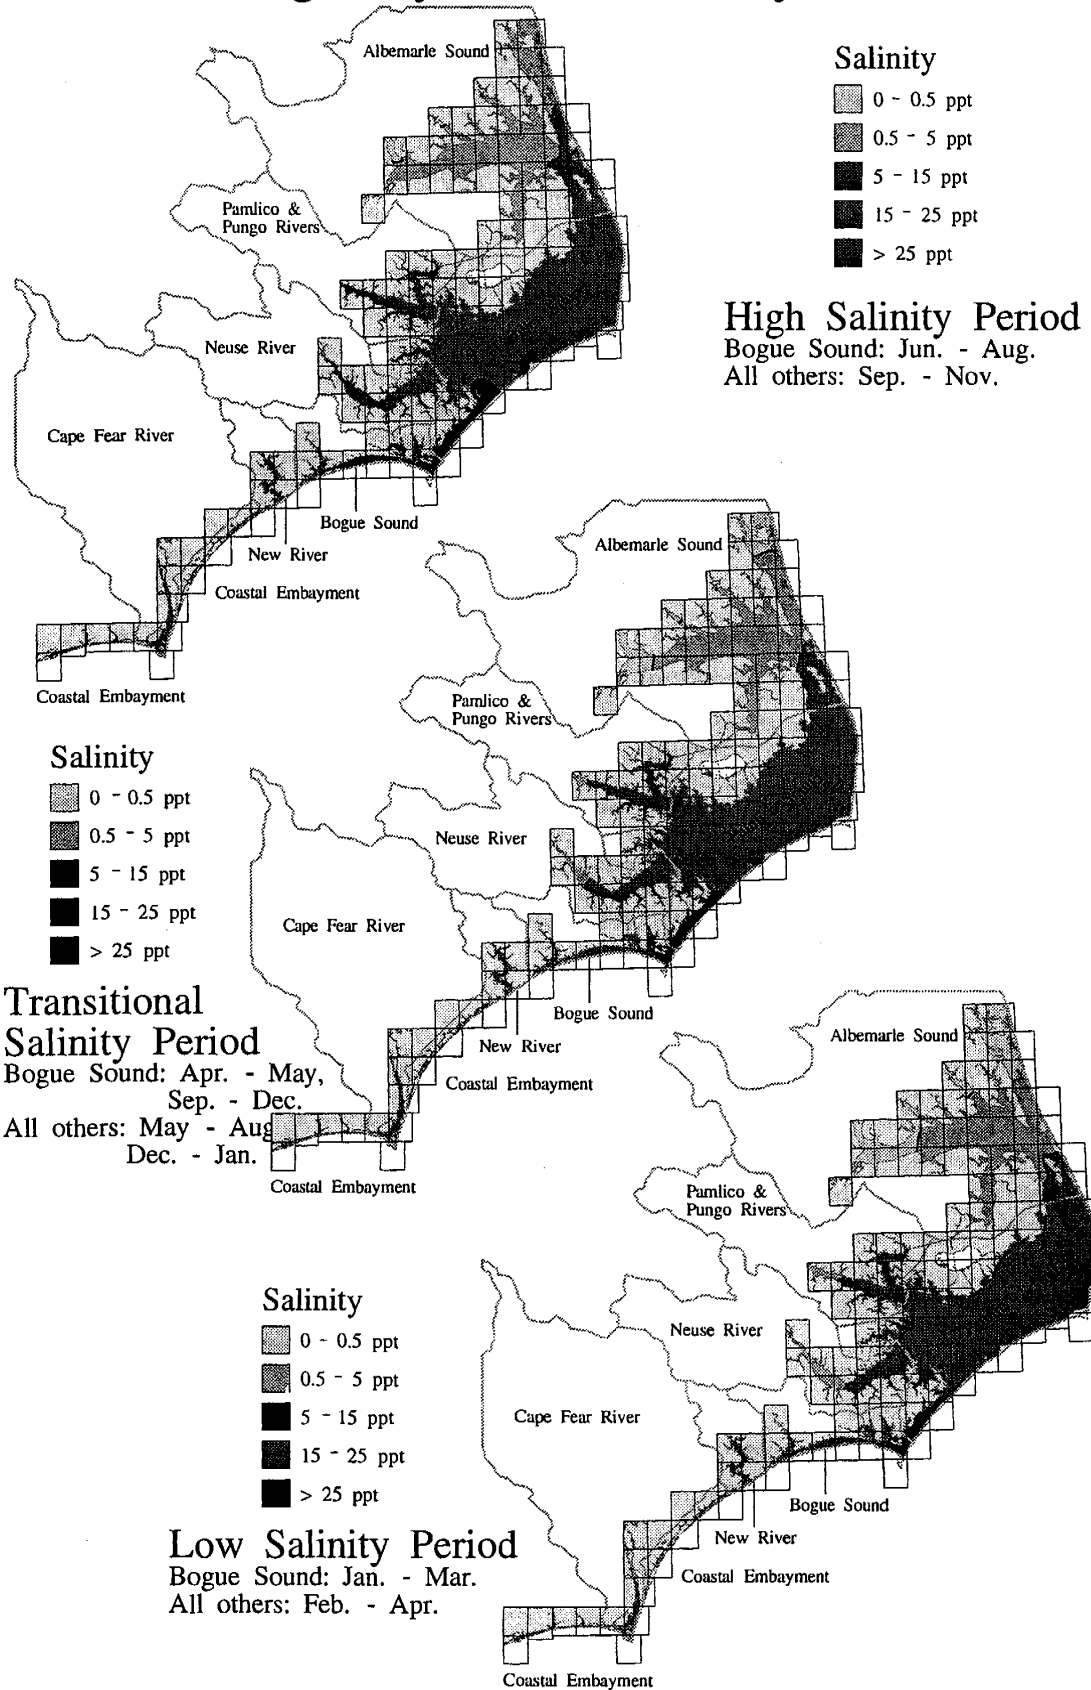 Albemarle Sound
Pamlico &
Pungo Rivers
Neuse River
Cape Fear River
Bogue Sound
New River
Coastal Embayment
Coastal Embayment
Salinity
0 - 0.5 ppt
0.5 - 5 ppt
5 - 15 ppt
15 - 25 ppt
> 25 ppt
High Salinity Period
Bogue Sound: Jun. - Aug.
All others: Sep. - Nov.
Albemarle Sound
Pamlico &
Pungo Rivers
Neuse River
Cape Fear River
Bogue Sound
New River
Coastal Embayment
Coastal Embayment
Salinity
0 - 0.5 ppt
0.5 - 5 ppt
5 - 15 ppt
15 - 25 ppt
> 25 ppt
Transitional
Salinity Period
Bogue Sound: Apr. - May,
Sep. - Dec.
All others: May - Aug
Dec. - Jan.
Albemarle Sound
Pamlico &
Pungo Rivers
Neuse River
Cape Fear River
Bogue Sound
New River
Coastal Embayment
Coastal Embayment
Salinity
0 - 0.5 ppt
0.5 - 5 ppt
5 - 15 ppt
15 - 25 ppt
> 25 ppt
Low Salinity Period
Bogue Sound: Jan. - Mar.
All others: Feb. - Apr.